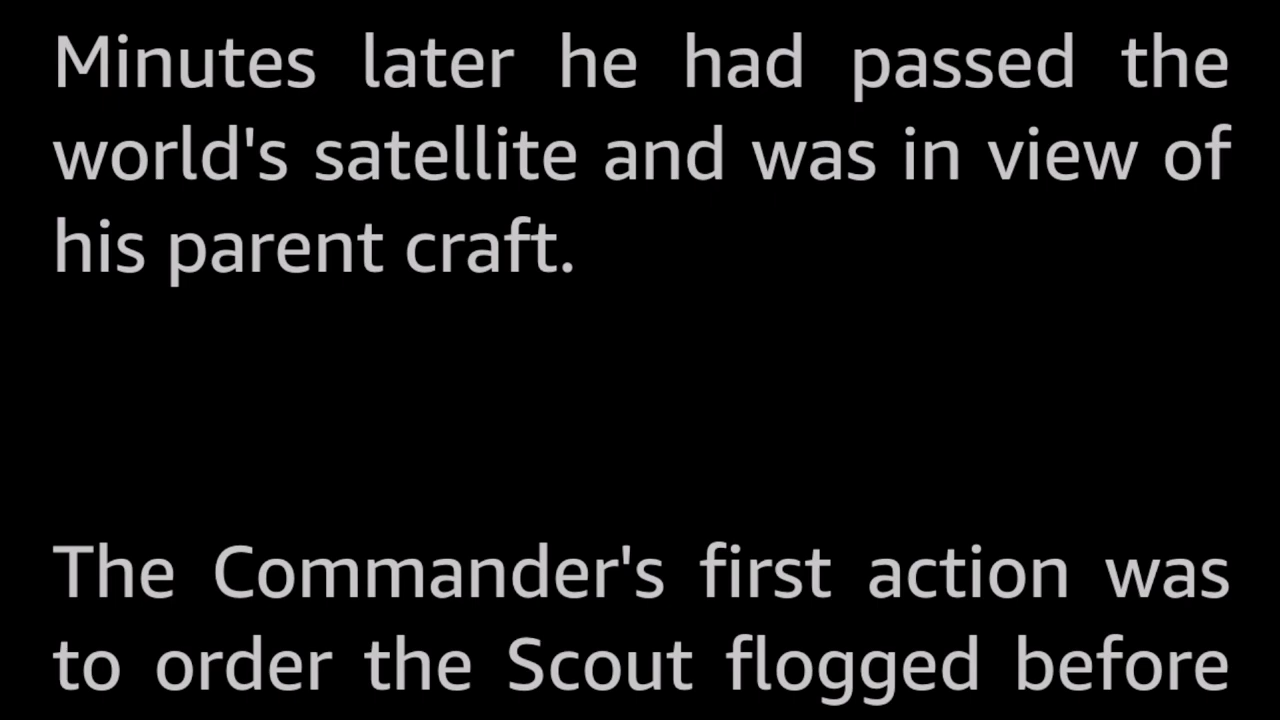 Minutes later he had passed the
world's satellite and was in view of
his parent craft.
The Commander's first action was
to order the Scout flogged before